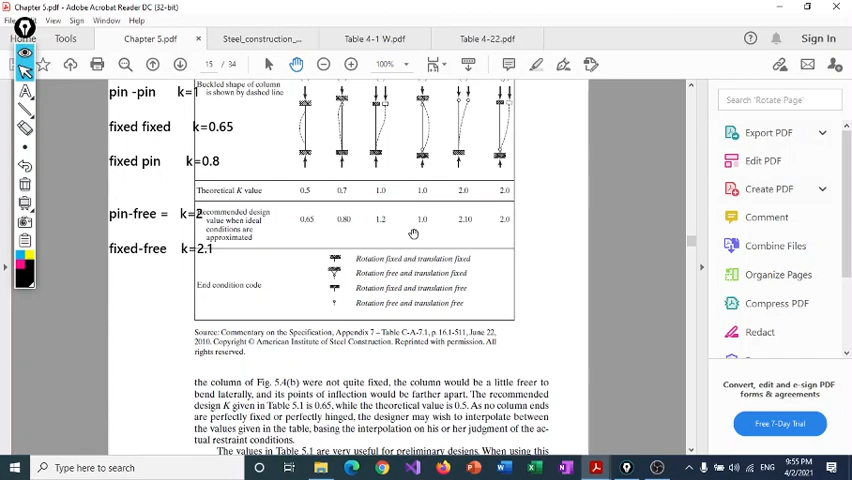 Chapter 5.pdf - Adobe Acrobat Reader DC (32-bit)
File Edit View Sign Window Help
Home Tools Chapter 5.pdf × Steel_construction_... Table 4-1 W.pdf Table 4-22.pdf Sign In
15 / 34 100%
Buckled shape of column
is shown by dashed line
pin -pin k=1
fixed fixed k=0.65
fixed pin k=0.8
Theoretical K value 0.5 0.7 1.0 1.0 2.0 2.0
pin-free = k=2
Recommended design
value when ideal
conditions are
approximated
0.65 0.80 1.2 1.0 2.10 2.0
fixed-free k=2.1
End condition code
Rotation fixed and translation fixed
Rotation free and translation fixed
Rotation fixed and translation free
Rotation free and translation free
Source: Commentary on the Specification, Appendix 7 – Table C-A-7.1, p. 16.1-511, June 22,
2010. Copyright © American Institute of Steel Construction. Reprinted with permission. All
rights reserved.
the column of Fig. 5.4(b) were not quite fixed, the column would be a little freer to
bend laterally, and its points of inflection would be farther apart. The recommended
design K given in Table 5.1 is 0.65, while the theoretical value is 0.5. As no column ends
are perfectly fixed or perfectly hinged, the designer may wish to interpolate between
the values given in the table, basing the interpolation on his or her judgment of the ac-
tual restraint conditions.
The values in Table 5.1 are very useful for preliminary designs. When using this
Search 'Rotate Page'
Export PDF
Edit PDF
Create PDF
Comment
Combine Files
Organize Pages
Compress PDF
Redact
Convert, edit and e-sign PDF
forms & agreements
Free 7-Day Trial
Type here to search
ENG
9:55 PM
4/2/2021